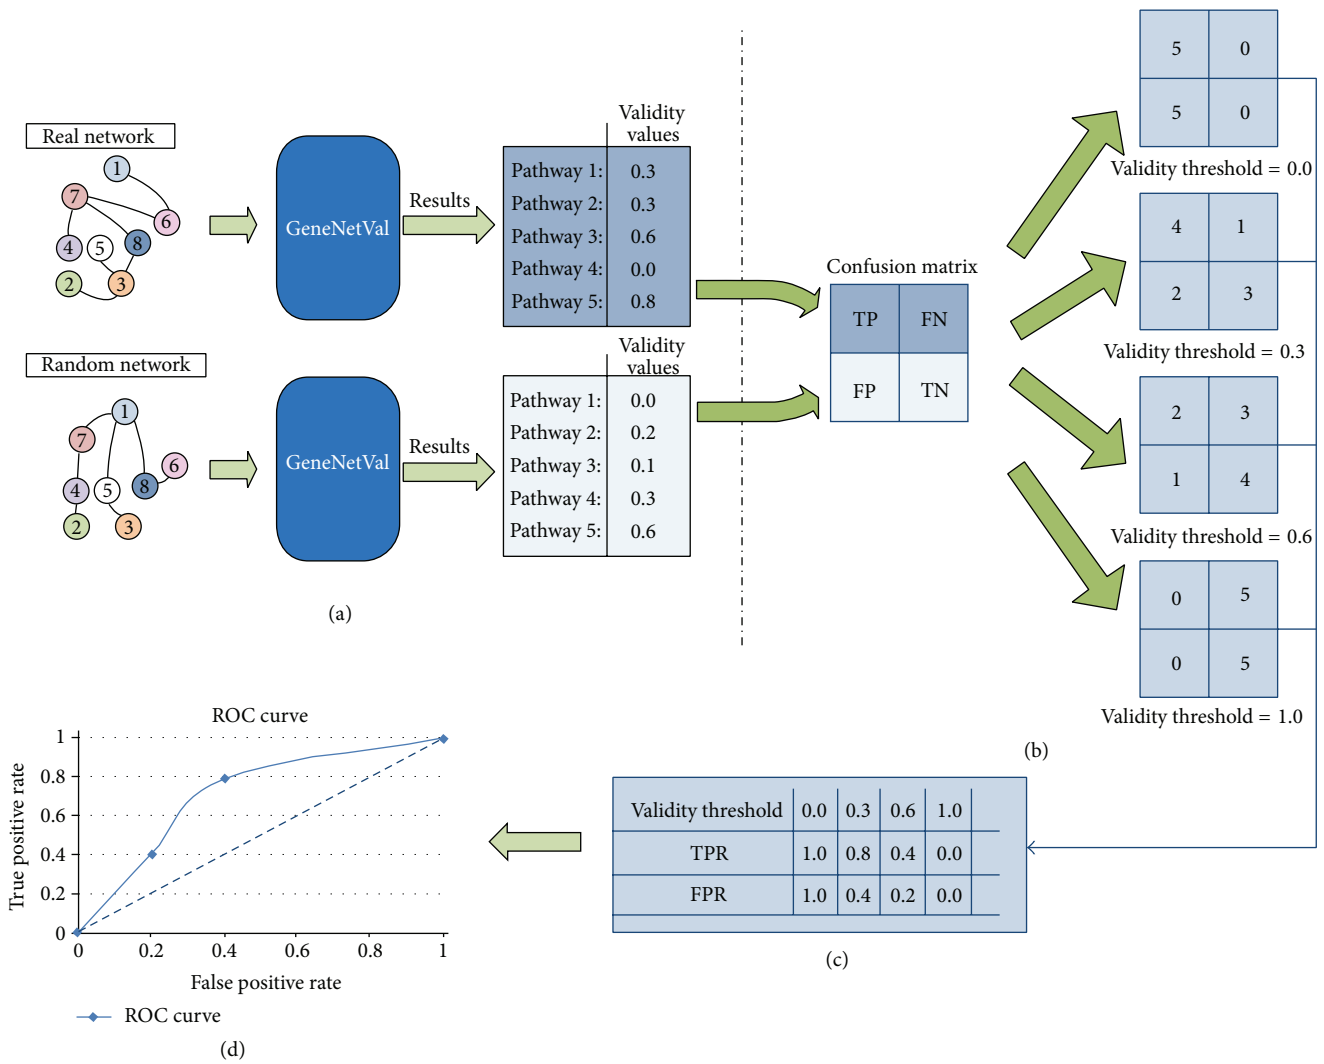 Real network
1
7
6
4
5
8
2
3
GeneNetVal
Results
Validity
values
Pathway 1: 0.3
Pathway 2: 0.3
Pathway 3: 0.6
Pathway 4: 0.0
Pathway 5: 0.8
Random network
1
7
6
4
5
8
2
3
GeneNetVal
Results
Validity
values
Pathway 1: 0.0
Pathway 2: 0.2
Pathway 3: 0.1
Pathway 4: 0.3
Pathway 5: 0.6
(a)
Confusion matrix
TP FN
FP TN
5 0
5 0
Validity threshold = 0.0
4 1
2 3
Validity threshold = 0.3
2 3
1 4
Validity threshold = 0.6
0 5
0 5
Validity threshold = 1.0
(b)
Validity threshold 0.0 0.3 0.6 1.0
TPR 1.0 0.8 0.4 0.0
FPR 1.0 0.4 0.2 0.0
(c)
ROC curve
True positive rate
1
0.8
0.6
0.4
0.2
0
0 0.2 0.4 0.6 0.8 1
False positive rate
ROC curve
(d)